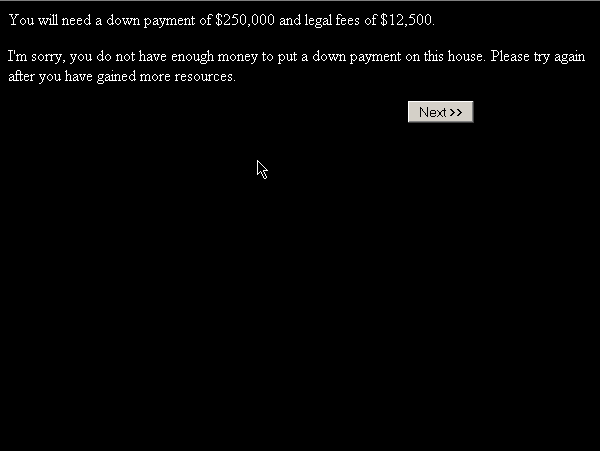 You will need a down payment of $250,000 and legal fees of $12,500.
I'm sorry, you do not have enough money to put a down payment on this house. Please try again
after you have gained more resources.
Next >>